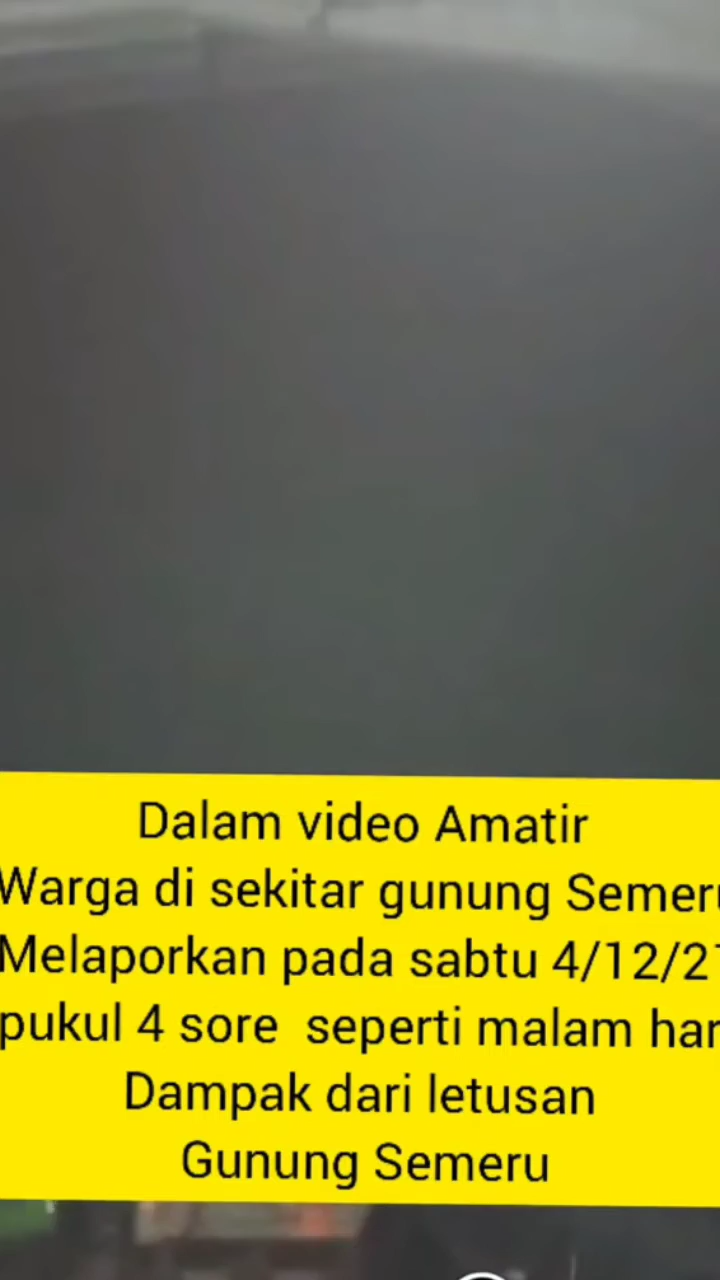 Dalam video Amatir
Warga di sekitar gunung Semeru
Melaporkan pada sabtu 4/12/21
pukul 4 sore seperti malam hari
Dampak dari letusan
Gunung Semeru